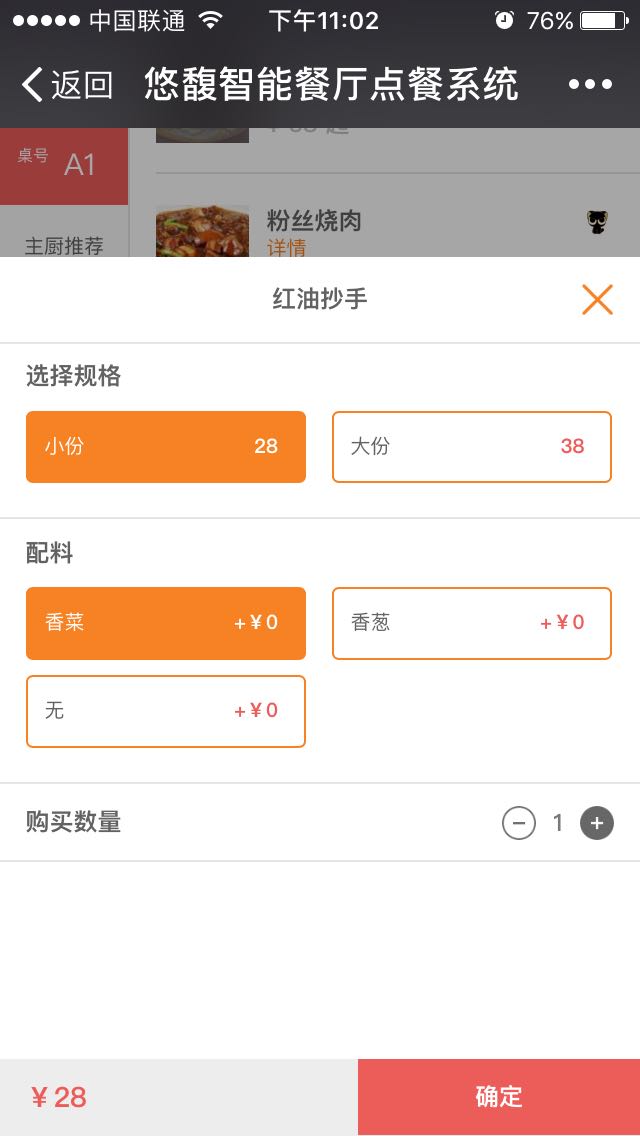 中国联通 下午11:02 76%
返回 悠馥智能餐厅点餐系统
桌号 A1
粉丝烧肉
主厨推荐 详情
红油抄手
选择规格
小份 28 大份 38
配料
香菜 +¥0 香葱 +¥0
无 +¥0
购买数量 1
¥28 确定